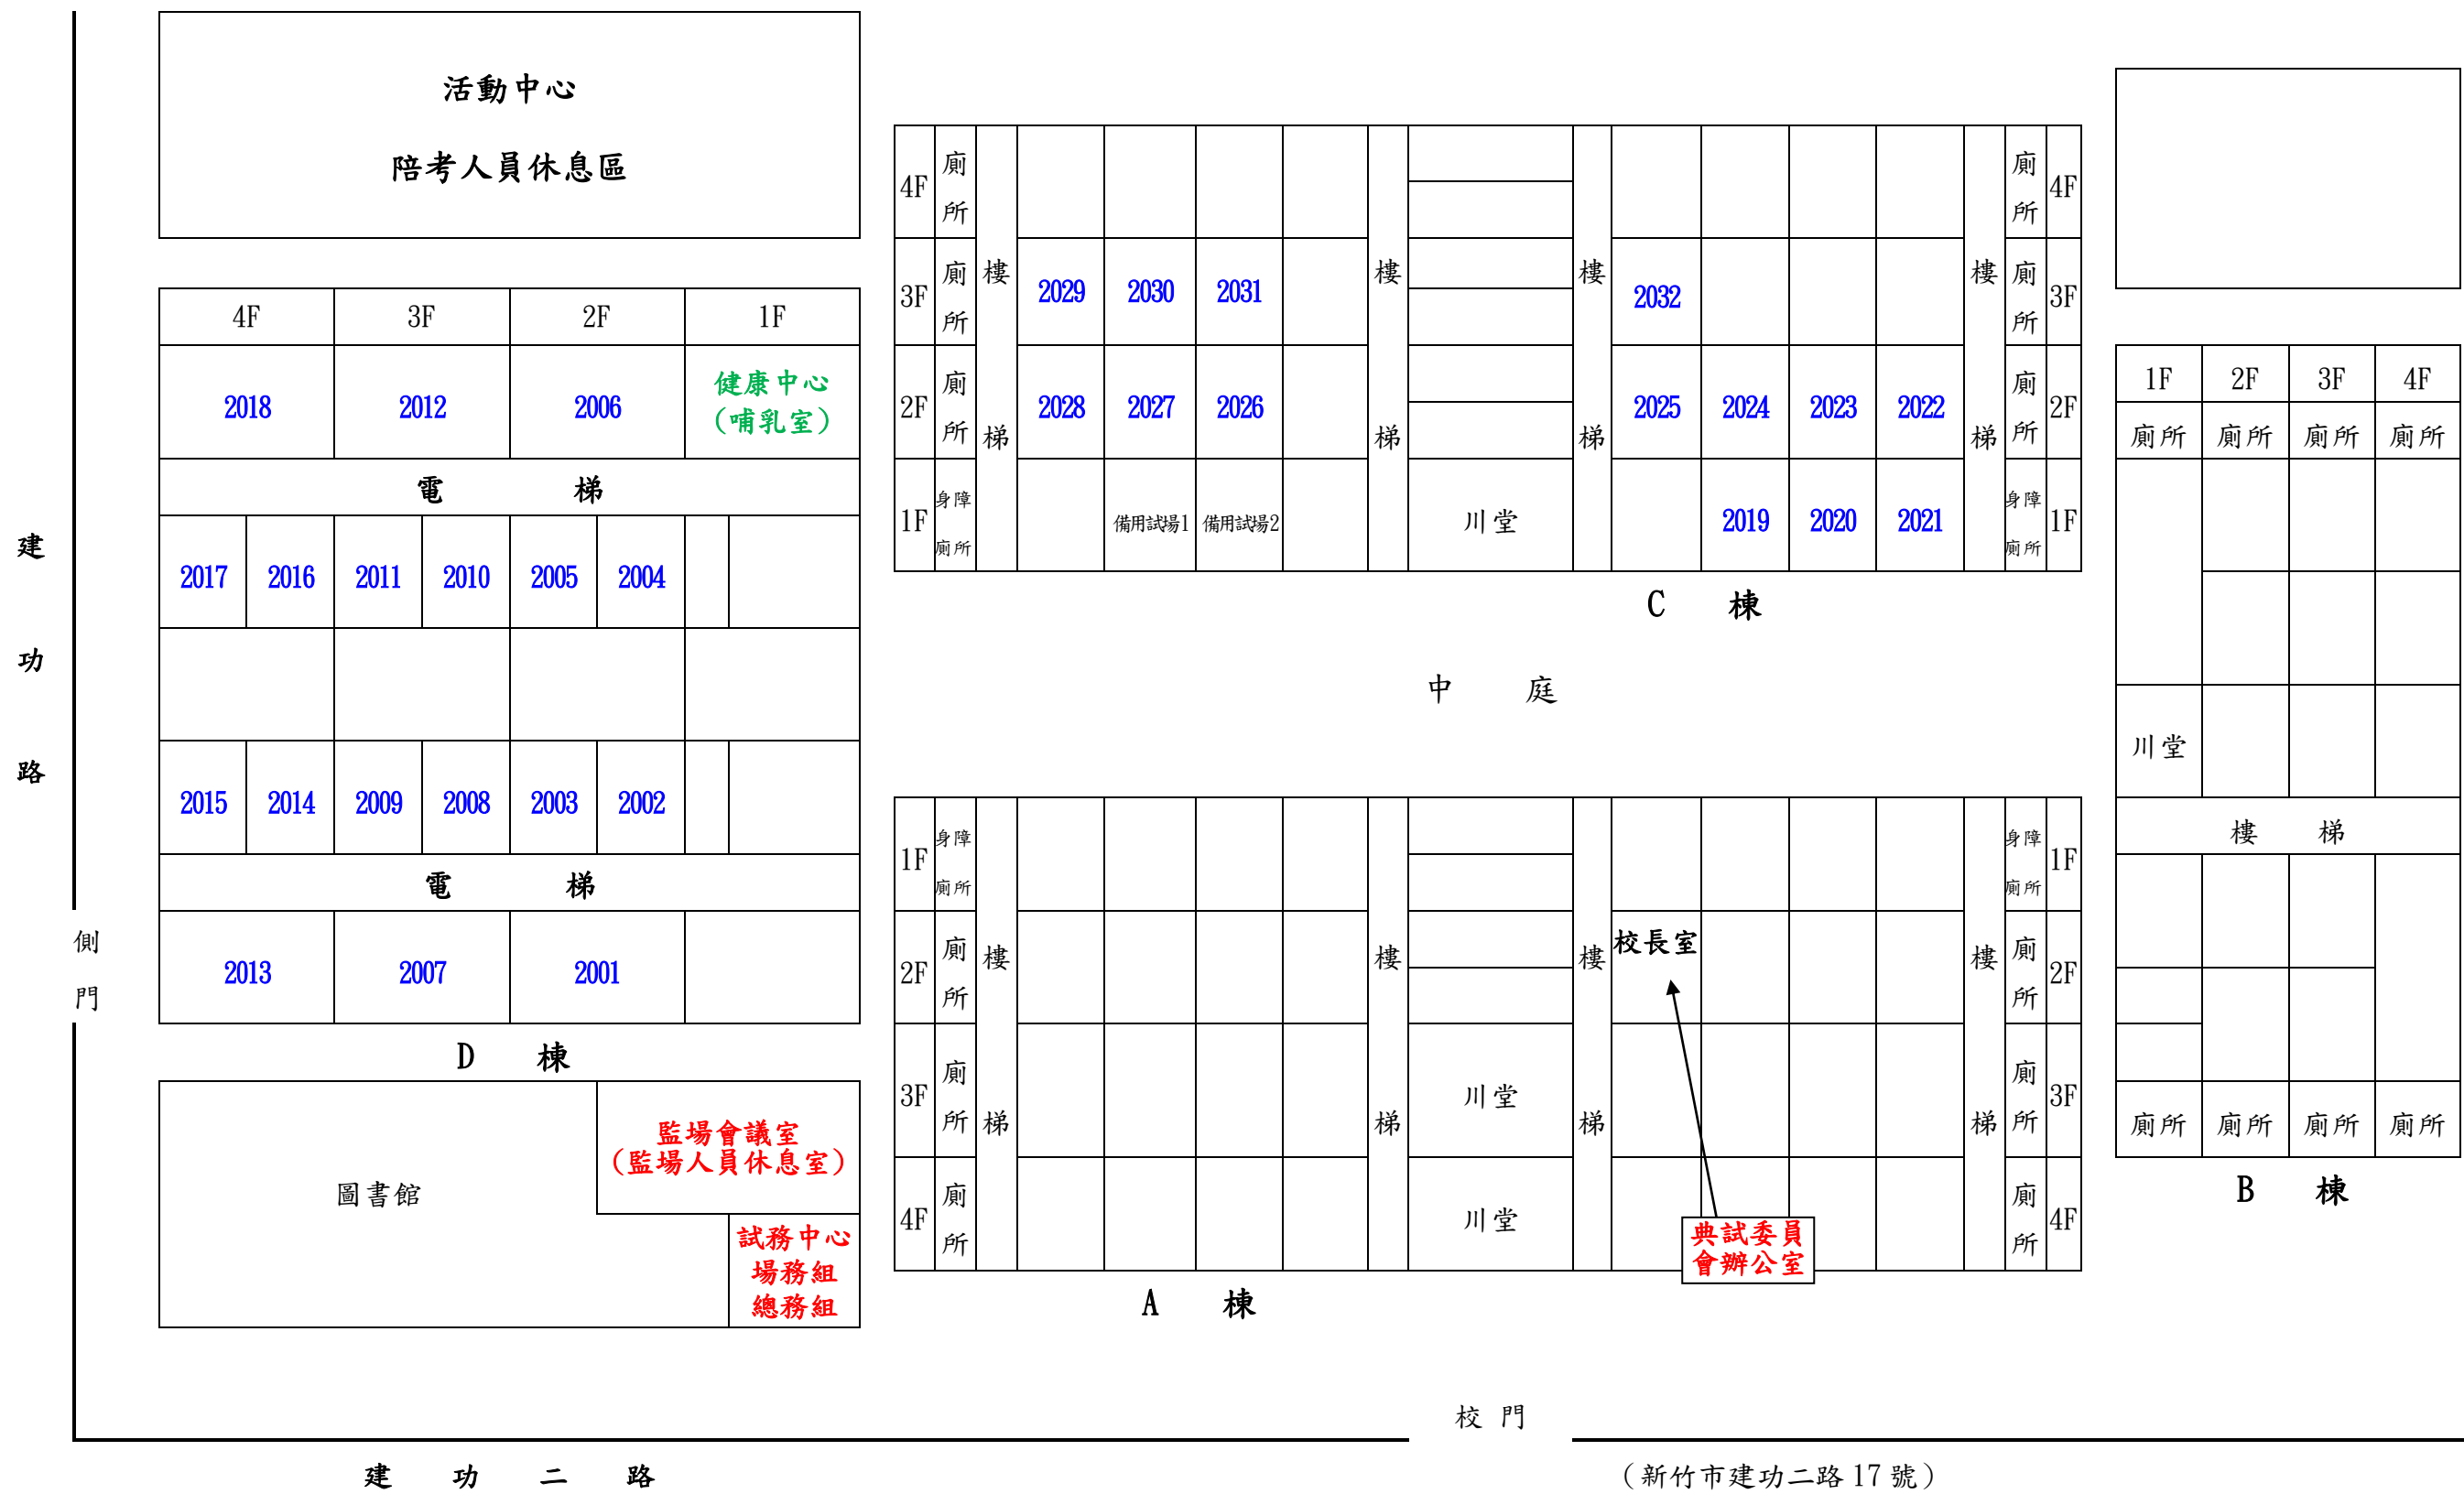 活動中心
陪考人員休息區
4F 3F 2F 1F
2018 2012 2006 健康中心
(哺乳室)
電 梯
2017 2016 2011 2010 2005 2004
2015 2014 2009 2008 2003 2002
電 梯
2013 2007 2001
D 棟
圖書館
監場會議室
(監場人員休息室)
試務中心
場務組
總務組
建
功
路
側
門
4F 廁所 廁所 4F
樓 樓 樓 樓
3F 廁所 2029 2030 2031 2032 廁所 3F
2F 廁所 2028 2027 2026 2025 2024 2023 2022 廁所 2F
梯 梯 梯 梯
1F 身障廁所 備用試場1 備用試場2 川堂 2019 2020 2021 身障廁所 1F
C 棟
中 庭
1F 身障廁所 身障廁所 1F
樓 樓 樓 樓
2F 廁所 校長室 廁所 2F
3F 廁所 川堂 廁所 3F
梯 梯 梯 梯
4F 廁所 川堂 廁所 4F
典試委員
會辦公室
A 棟
1F 2F 3F 4F
廁所 廁所 廁所 廁所
川堂
樓 梯
廁所 廁所 廁所 廁所
B 棟
校 門
建 功 二 路
(新竹市建功二路 17 號)